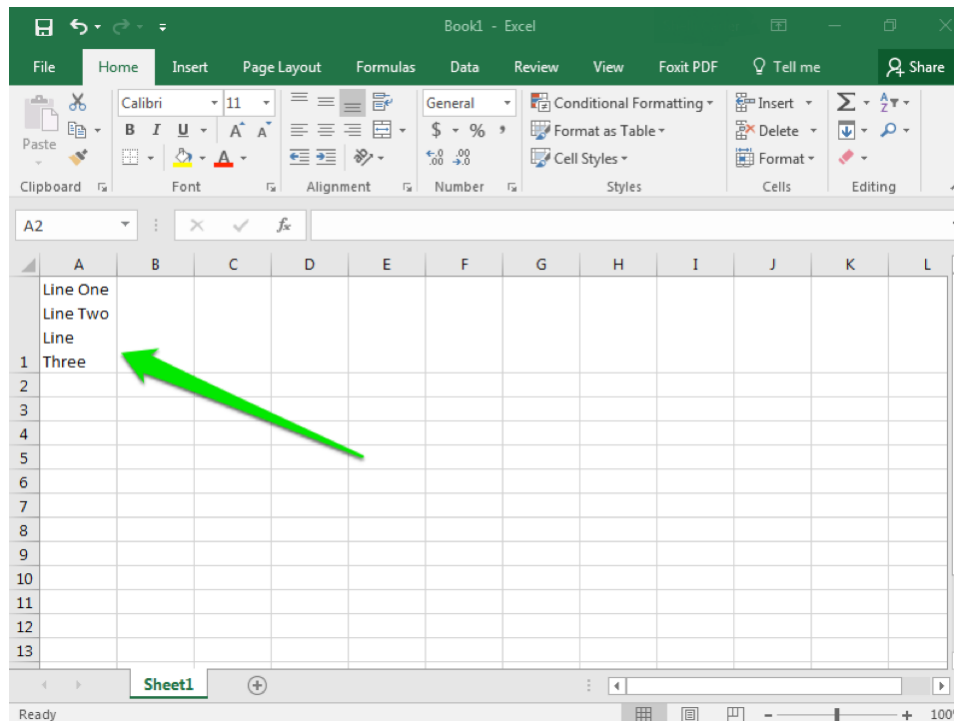 Book1 - Excel
File Home Insert Page Layout Formulas Data Review View Foxit PDF Tell me Share
Calibri 11 General Conditional Formatting Insert
Paste B I U A A $ % , Format as Table Delete
A .00 .0 Cell Styles Format
Clipboard Font Alignment Number Styles Cells Editing
A2 fx
A B C D E F G H I J K L
Line One
Line Two
Line
1 Three
2
3
4
5
6
7
8
9
10
11
12
13
Sheet1
Ready 100%